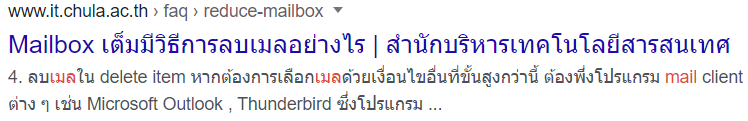 www.it.chula.ac.th › faq › reduce-mailbox
Mailbox เต็มมีวิธีการลบเมลอย่างไร | สำนักบริหารเทคโนโลยีสารสนเทศ
4. ลบเมลใน delete item หากต้องการเลือกเมลด้วยเงื่อนไขอื่นที่ขั้นสูงกว่านี้ ต้องพึ่งโปรแกรม mail client
ต่าง ๆ เช่น Microsoft Outlook , Thunderbird ซึ่งโปรแกรม ...